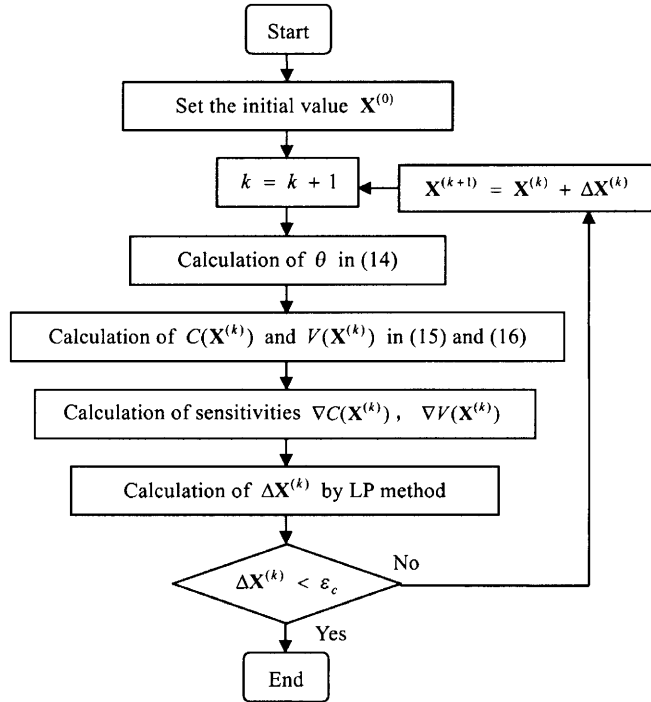 Start
Set the initial value X^(0)
k = k + 1
X^(k+1) = X^(k) + ΔX^(k)
Calculation of θ in (14)
Calculation of C(X^(k)) and V(X^(k)) in (15) and (16)
Calculation of sensitivities ∇C(X^(k)) , ∇V(X^(k))
Calculation of ΔX^(k) by LP method
No
ΔX^(k) < ε_c
Yes
End